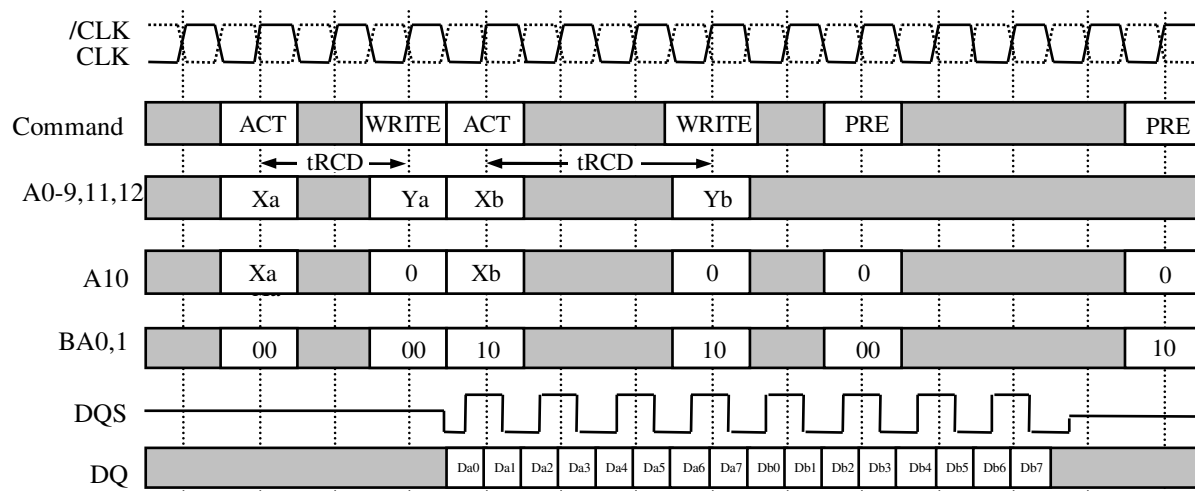 /CLK
CLK
Command ACT WRITE ACT WRITE PRE PRE
tRCD tRCD
A0-9,11,12 Xa Ya Xb Yb
A10 Xa 0 Xb 0 0 0
BA0,1 00 00 10 10 00 10
DQS
DQ Da0 Da1 Da2 Da3 Da4 Da5 Da6 Da7 Db0 Db1 Db2 Db3 Db4 Db5 Db6 Db7